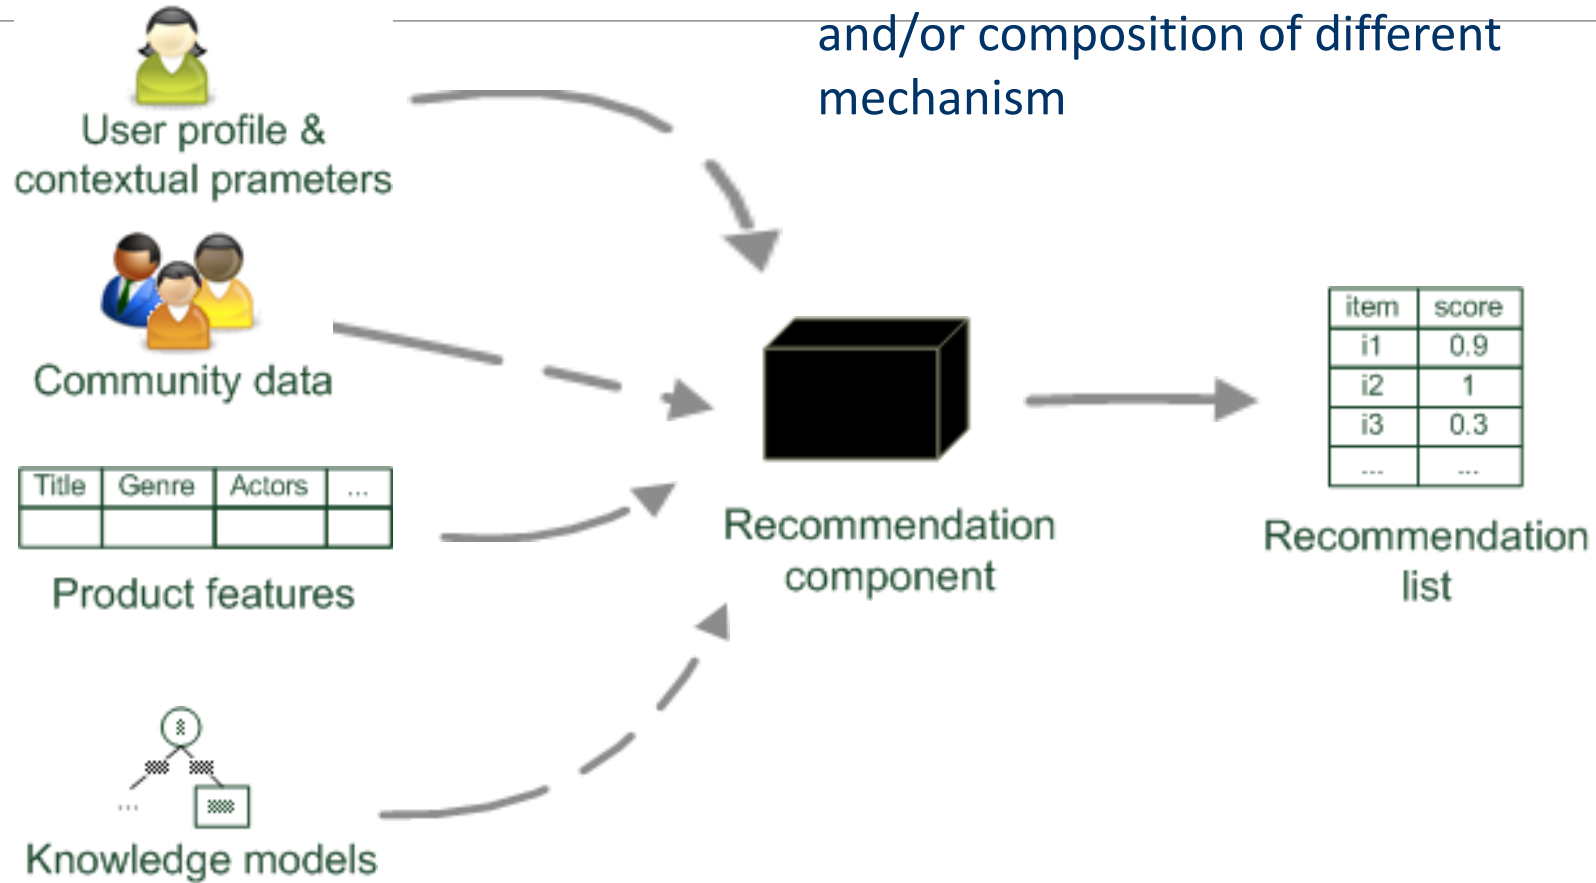 and/or composition of different
mechanism
User profile &
contextual prameters
Community data
Title Genre Actors ...
Product features
...
Knowledge models
Recommendation
component
item score
i1 0.9
i2 1
i3 0.3
... ...
Recommendation
list